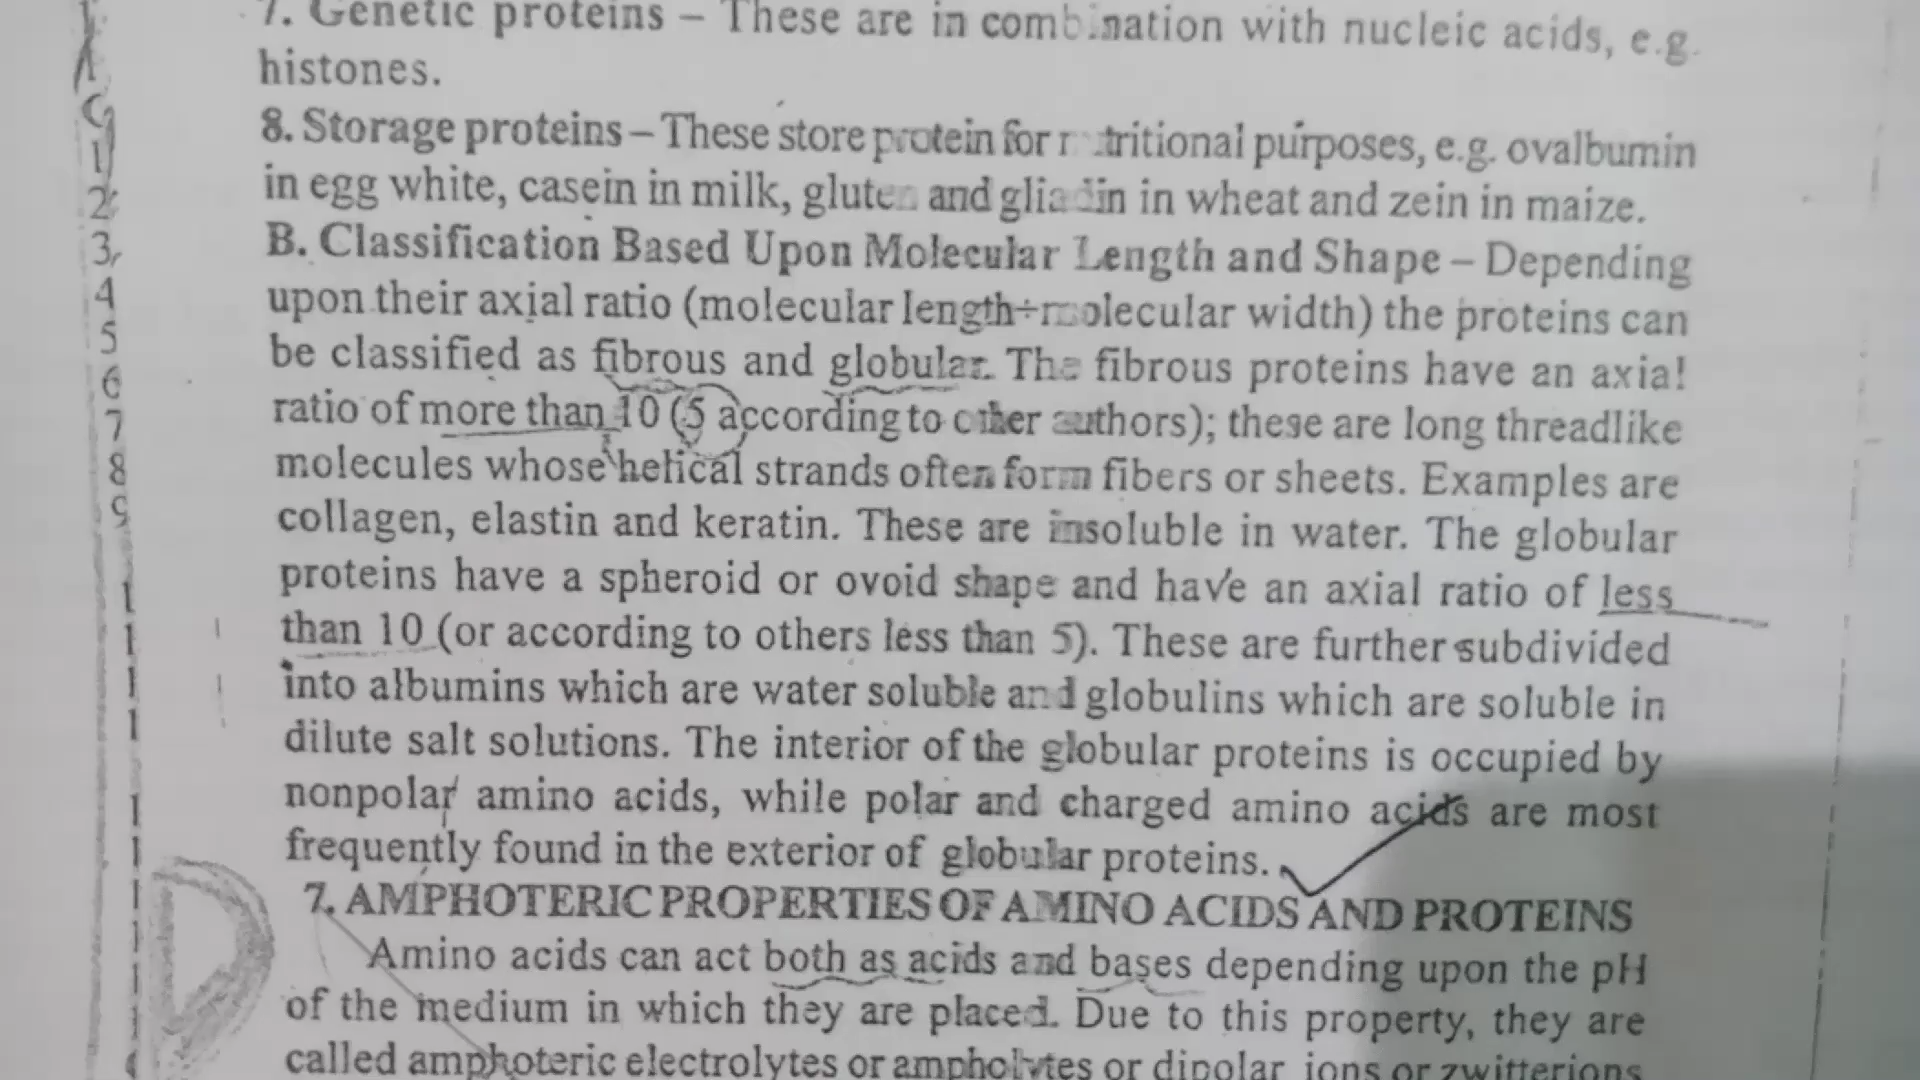 7. Genetic proteins – These are in combination with nucleic acids, e.g.
histones.
8. Storage proteins – These store protein for nutritional purposes, e.g. ovalbumin
in egg white, casein in milk, gluten and gliadin in wheat and zein in maize.
B. Classification Based Upon Molecular Length and Shape – Depending
upon their axial ratio (molecular length÷molecular width) the proteins can
be classified as fibrous and globular. The fibrous proteins have an axial
ratio of more than 10 (5 according to other authors); these are long threadlike
molecules whose helical strands often form fibers or sheets. Examples are
collagen, elastin and keratin. These are insoluble in water. The globular
proteins have a spheroid or ovoid shape and have an axial ratio of less
than 10 (or according to others less than 5). These are further subdivided
into albumins which are water soluble and globulins which are soluble in
dilute salt solutions. The interior of the globular proteins is occupied by
nonpolar amino acids, while polar and charged amino acids are most
frequently found in the exterior of globular proteins.
7. AMPHOTERIC PROPERTIES OF AMINO ACIDS AND PROTEINS
Amino acids can act both as acids and bases depending upon the pH
of the medium in which they are placed. Due to this property, they are
called amphoteric electrolytes or ampholytes or dipolar ions or zwitterions
2
3
4
5
6
7
8
9